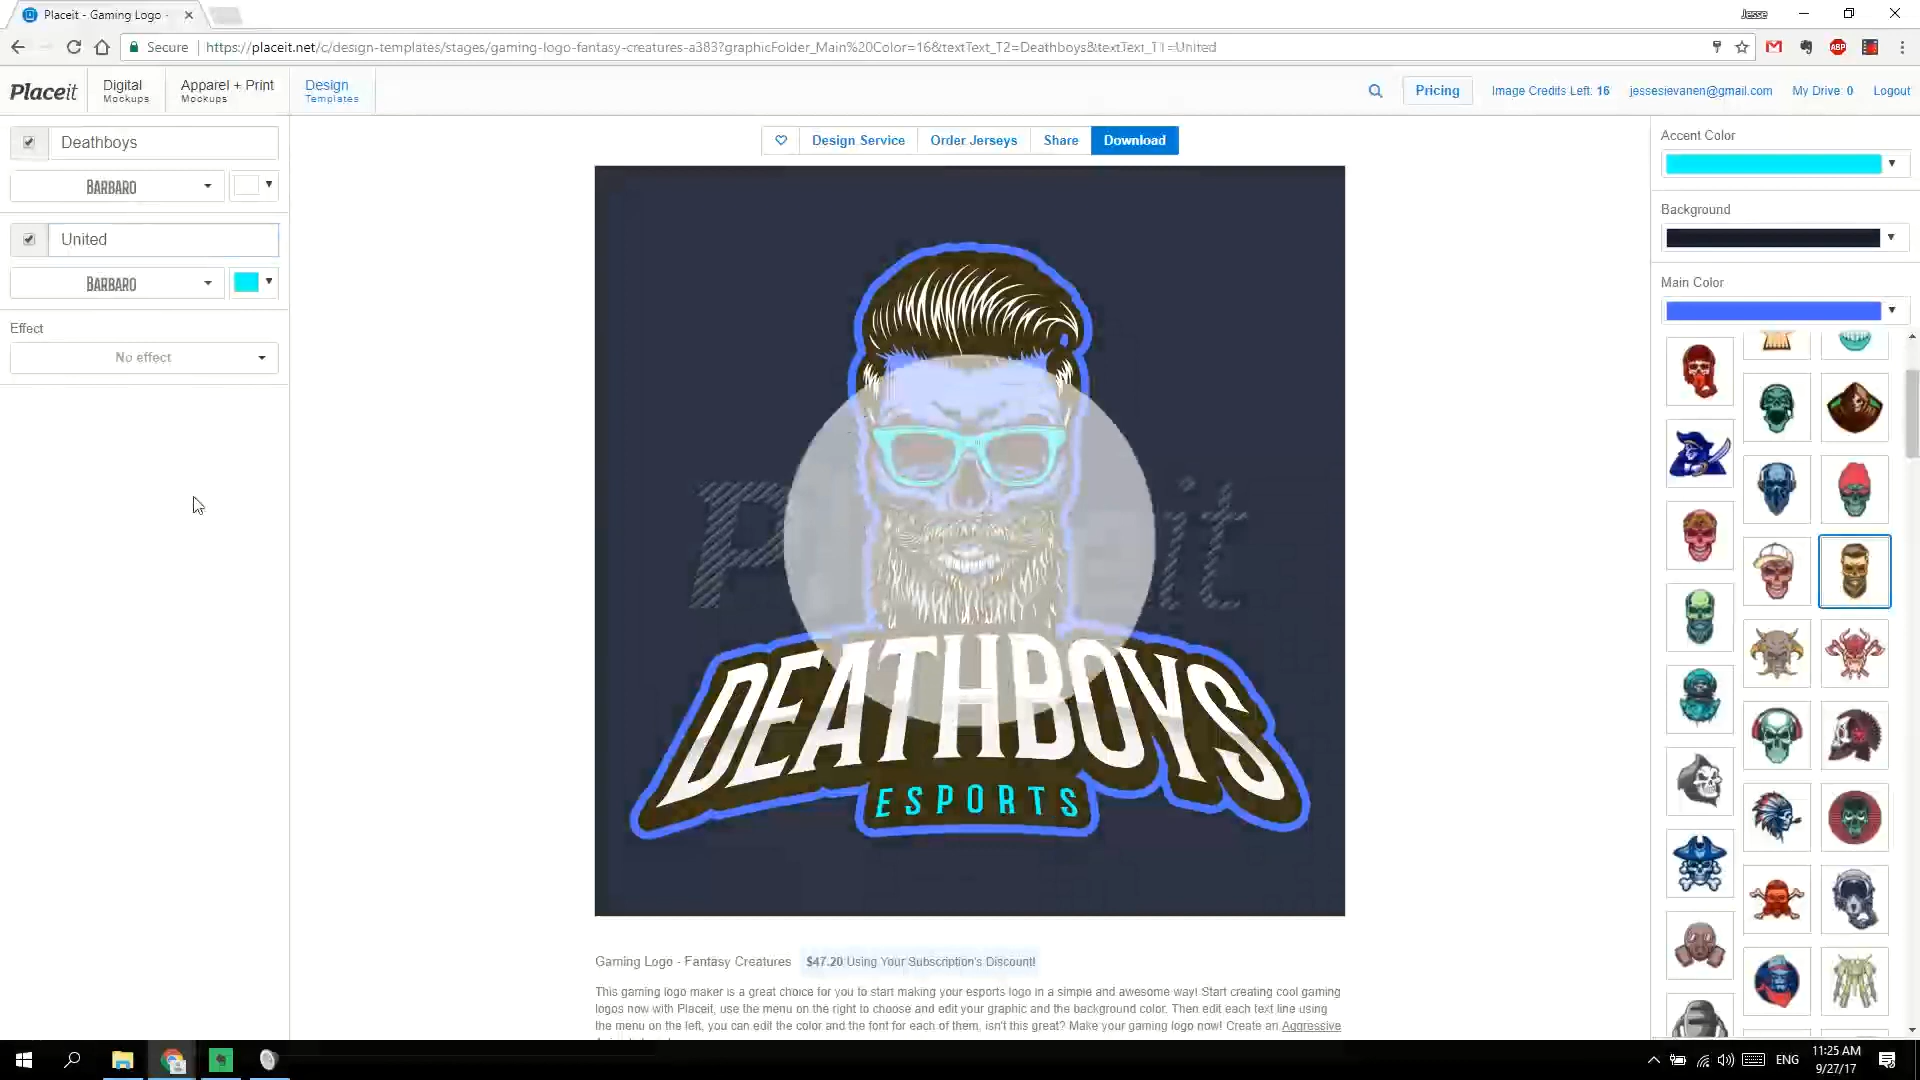 Placeit - Gaming Logo -
Jesse
Secure
https://placeit.net/c/design-templates/stages/gaming-logo-fantasy-creatures-a383?graphicFolder_Main%20Color=16&textText_T2=Deathboys&textText_T1=United
ABP
Placeit
Digital
Mockups
Apparel + Print
Mockups
Design
Templates
Pricing
Image Credits Left: 16
jessesievanen@gmail.com
My Drive: 0
Logout
Deathboys
BARBARO
United
BARBARO
Effect
No effect
Design Service
Order Jerseys
Share
Download
DEATHBOYS
ESPORTS
Accent Color
Background
Main Color
Gaming Logo - Fantasy Creatures
$47.20 Using Your Subscription's Discount!
This gaming logo maker is a great choice for you to start making your esports logo in a simple and awesome way! Start creating cool gaming
logos now with Placeit, use the menu on the right to choose and edit your graphic and the background color. Then edit each text line using
the menu on the left, you can edit the color and the font for each of them, isn't this great? Make your gaming logo now! Create an Aggressive
ENG
11:25 AM
9/27/17